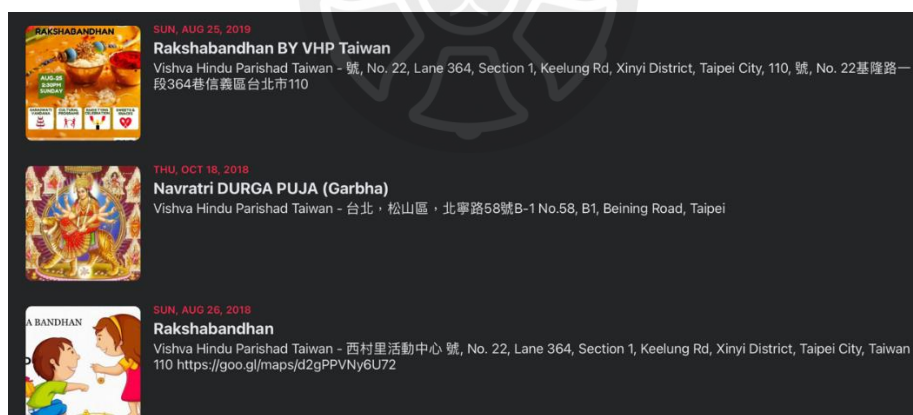 RAKSHABANDHAN
AUG-25
2:30PM
SUNDAY
SUN, AUG 25, 2019
Rakshabandhan BY VHP Taiwan
Vishva Hindu Parishad Taiwan - 號, No. 22, Lane 364, Section 1, Keelung Rd, Xinyi District, Taipei City, 110, 號, No. 22基隆路一
段364巷信義區台北市110
THU, OCT 18, 2018
Navratri DURGA PUJA (Garbha)
Vishva Hindu Parishad Taiwan - 台北，松山區，北寧路58號B-1 No.58, B1, Beining Road, Taipei
A BANDHAN
SUN, AUG 26, 2018
Rakshabandhan
Vishva Hindu Parishad Taiwan - 西村里活動中心 號, No. 22, Lane 364, Section 1, Keelung Rd, Xinyi District, Taipei City, Taiwan
110 https://goo.gl/maps/d2gPPVNy6U72